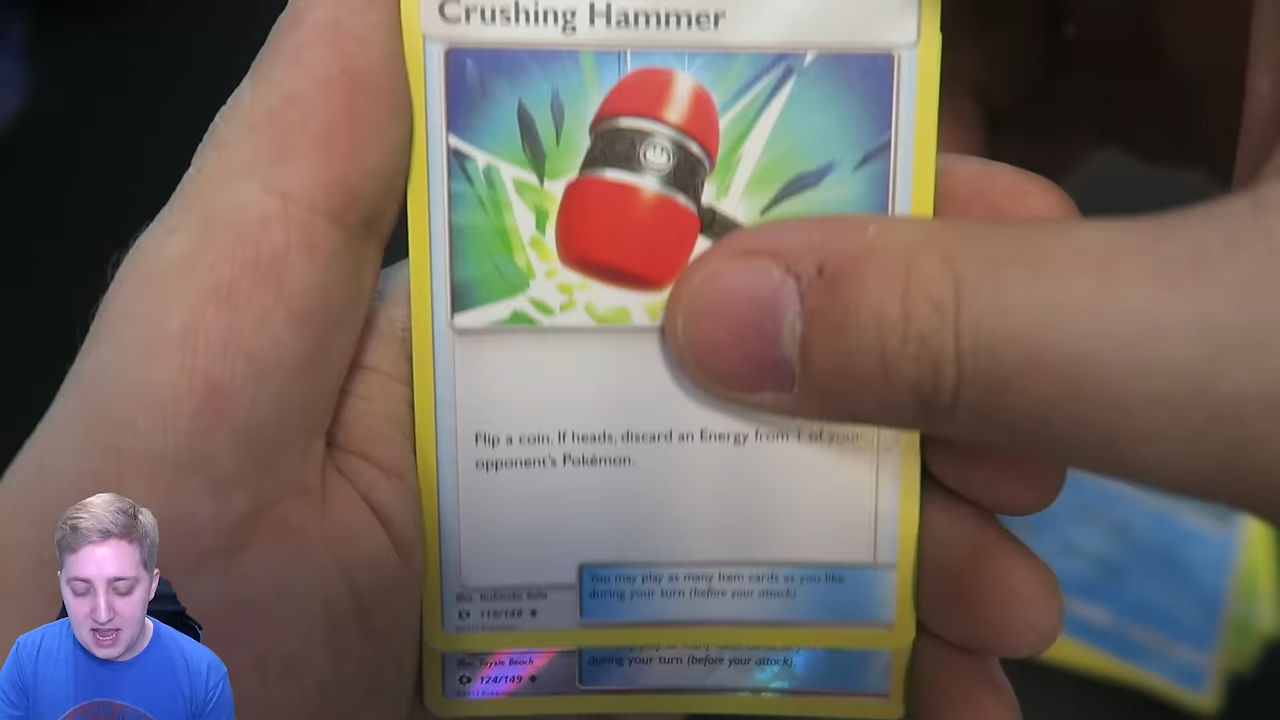 Crushing Hammer
Flip a coin. If heads, discard an Energy from 1 of your
opponent's Pokémon.
You may play as many Item cards as you like
during your turn (before your attack).
Illus.
115/149
during your turn (before your attack).
Illus. Toyste Beach
124/149